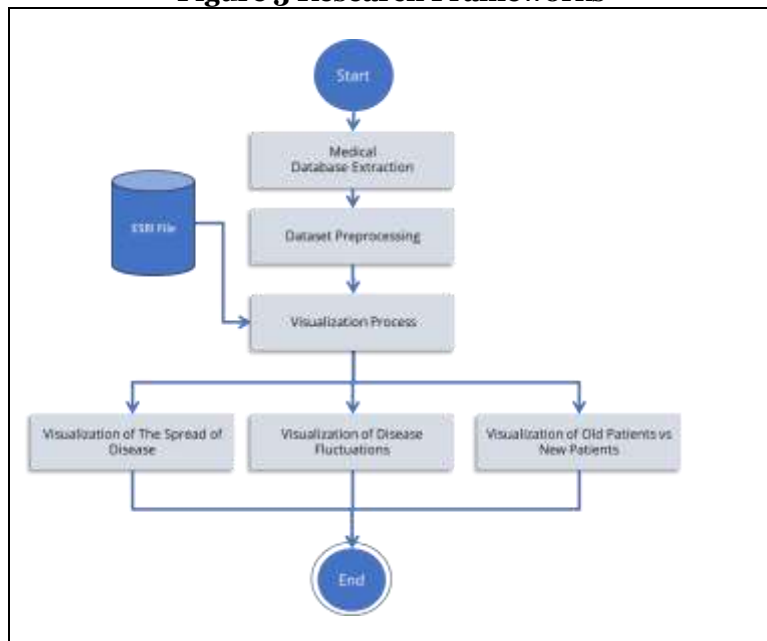 Figure 3 Research Frameworks
Start
Medical
Database Extraction
ESRI File
Dataset Preprocessing
Visualization Process
Visualization of The Spread of
Disease
Visualization of Disease
Fluctuations
Visualization of Old Patients vs
New Patients
End